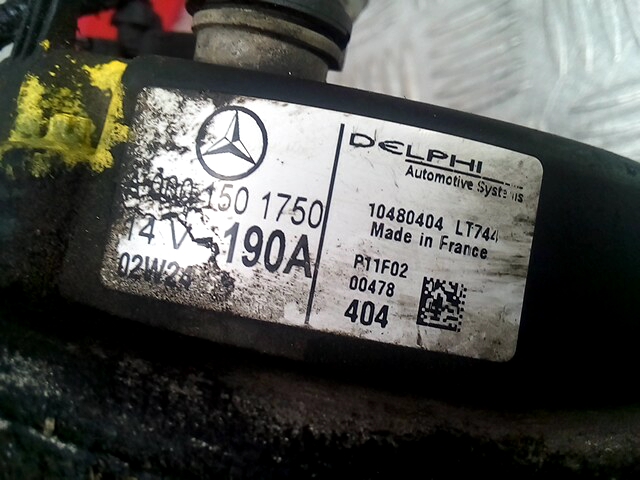 150 1750
14 V 190A
02W24
DELPHI
Automotive Systems
10480404 LT744
Made in France
P11F02
00478
404